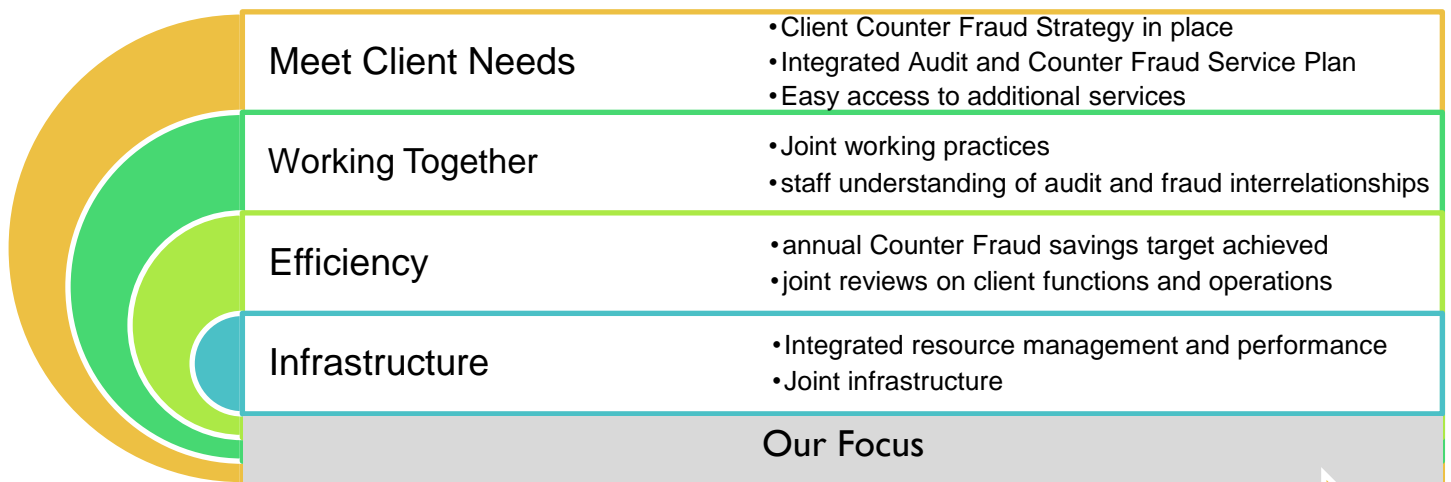 Meet Client Needs
•Client Counter Fraud Strategy in place
•Integrated Audit and Counter Fraud Service Plan
•Easy access to additional services
Working Together
•Joint working practices
•staff understanding of audit and fraud interrelationships
Efficiency
•annual Counter Fraud savings target achieved
•joint reviews on client functions and operations
Infrastructure
•Integrated resource management and performance
•Joint infrastructure
Our Focus